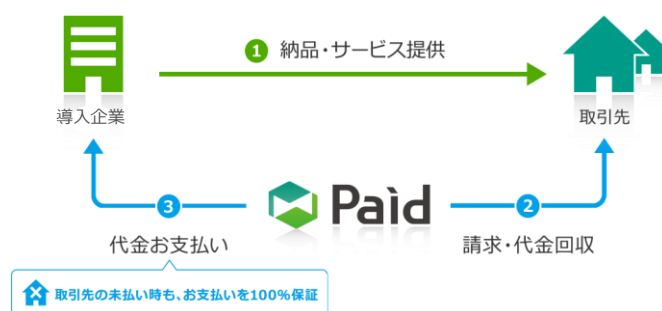 1 納品・サービス提供
導入企業
取引先
3
Paid
2
代金お支払い
請求・代金回収
取引先の未払い時も、お支払いを100%保証